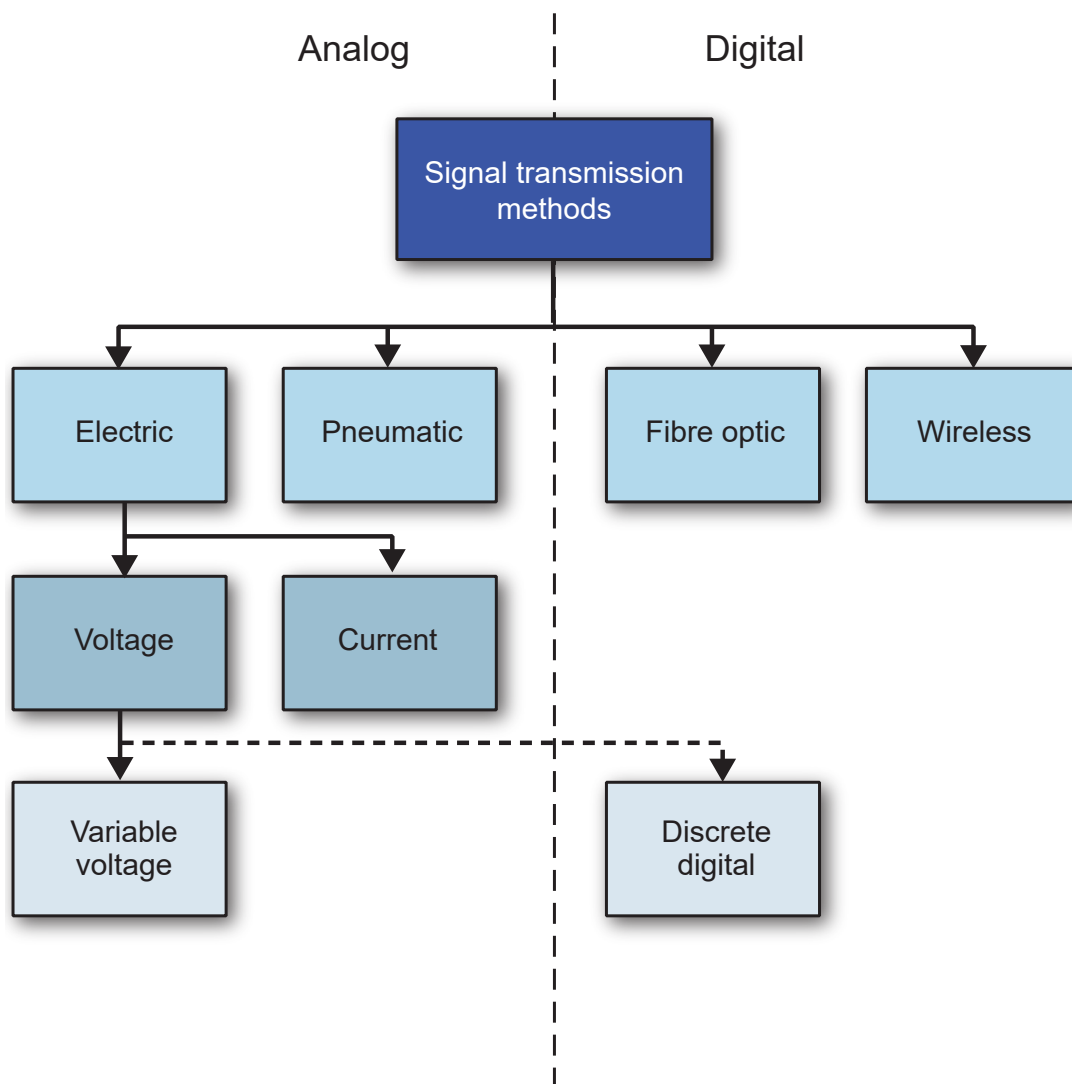 Analog
Digital
Signal transmission
methods
Electric
Pneumatic
Fibre optic
Wireless
Voltage
Current
Variable
voltage
Discrete
digital